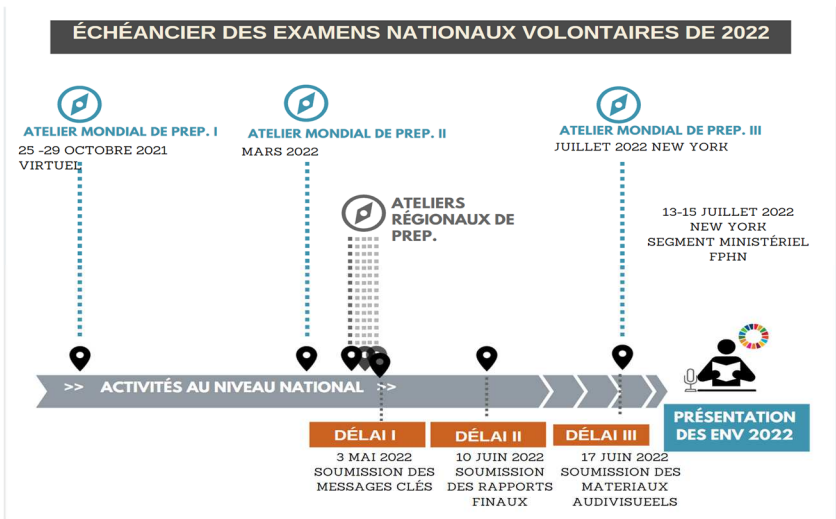 ÉCHÉANCIER DES EXAMENS NATIONAUX VOLONTAIRES DE 2022
ATELIER MONDIAL DE PREP. I
25 -29 OCTOBRE 2021
VIRTUEL
ATELIER MONDIAL DE PREP. II
MARS 2022
ATELIER MONDIAL DE PREP. III
JUILLET 2022 NEW YORK
ATELIERS
RÉGIONAUX DE
PREP.
13-15 JUILLET 2022
NEW YORK
SEGMENT MINISTÉRIEL
FPHN
>> ACTIVITÉS AU NIVEAU NATIONAL >>
PRÉSENTATION
DES ENV 2022
DÉLAI I
3 MAI 2022
SOUMISSION DES
MESSAGES CLÉS
DÉLAI II
10 JUIN 2022
SOUMISSION
DES RAPPORTS
FINAUX
DÉLAI III
17 JUIN 2022
SOUMISSION DES
MATERIAUX
AUDIVISUEELS